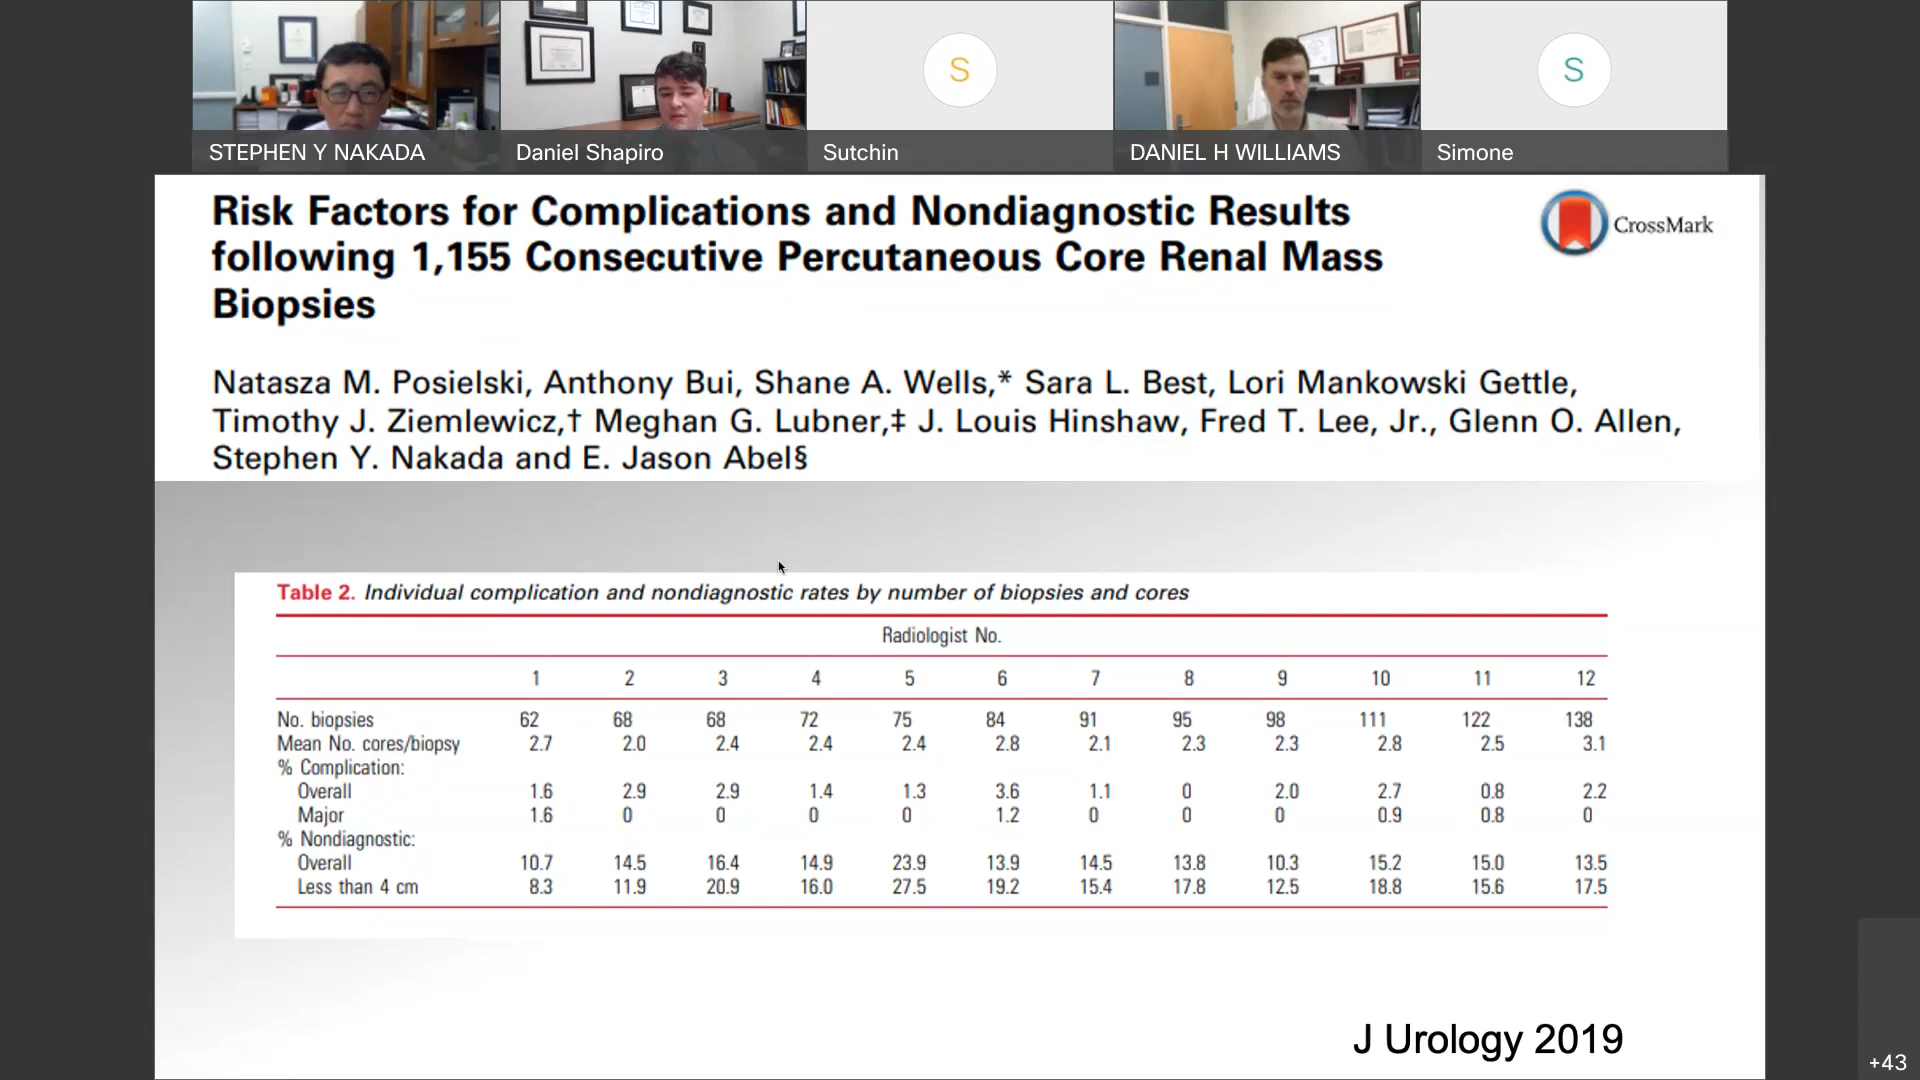 S
S
STEPHEN Y NAKADA
Daniel Shapiro
Sutchin
DANIEL H WILLIAMS
Simone
Risk Factors for Complications and Nondiagnostic Results
following 1,155 Consecutive Percutaneous Core Renal Mass
Biopsies
CrossMark
Natasza M. Posielski, Anthony Bui, Shane A. Wells,* Sara L. Best, Lori Mankowski Gettle,
Timothy J. Ziemlewicz,† Meghan G. Lubner,‡ J. Louis Hinshaw, Fred T. Lee, Jr., Glenn O. Allen,
Stephen Y. Nakada and E. Jason Abel§
Table 2. Individual complication and nondiagnostic rates by number of biopsies and cores
Radiologist No.
1 2 3 4 5 6 7 8 9 10 11 12
No. biopsies 62 68 68 72 75 84 91 95 98 111 122 138
Mean No. cores/biopsy 2.7 2.0 2.4 2.4 2.4 2.8 2.1 2.3 2.3 2.8 2.5 3.1
% Complication:
Overall 1.6 2.9 2.9 1.4 1.3 3.6 1.1 0 2.0 2.7 0.8 2.2
Major 1.6 0 0 0 0 1.2 0 0 0 0.9 0.8 0
% Nondiagnostic:
Overall 10.7 14.5 16.4 14.9 23.9 13.9 14.5 13.8 10.3 15.2 15.0 13.5
Less than 4 cm 8.3 11.9 20.9 16.0 27.5 19.2 15.4 17.8 12.5 18.8 15.6 17.5
J Urology 2019
+43